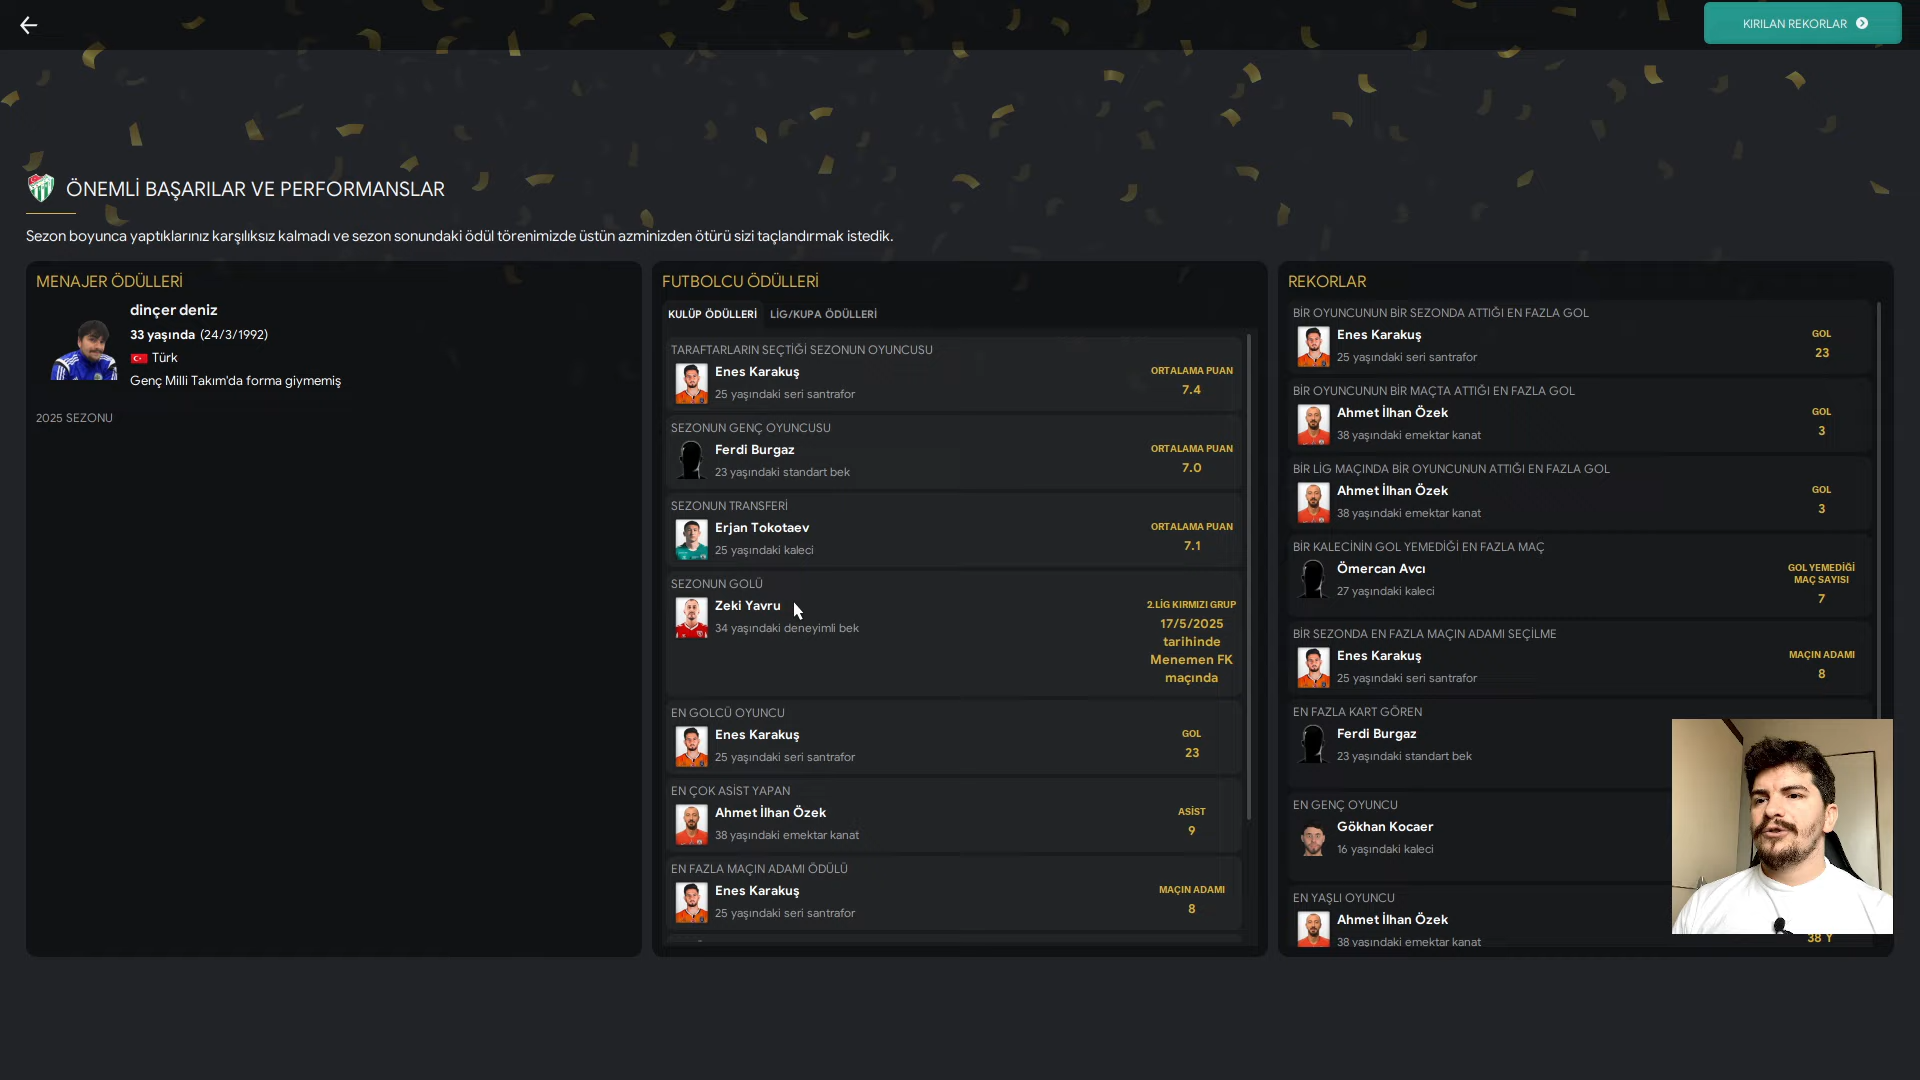 KIRILAN REKORLAR
ÖNEMLİ BAŞARILAR VE PERFORMANSLAR
Sezon boyunca yaptıklarınız karşılıksız kalmadı ve sezon sonundaki ödül törenimizde üstün azminizden ötürü sizi taçlandırmak istedik.
MENAJER ÖDÜLLERİ
dinçer deniz
33 yaşında (24/3/1992)
Türk
Genç Milli Takım'da forma giymemiş
2025 SEZONU
FUTBOLCU ÖDÜLLERİ
KULÜP ÖDÜLLERİ LİG/KUPA ÖDÜLLERİ
TARAFTARLARIN SEÇTİĞİ SEZONUN OYUNCUSU
Enes Karakuş
25 yaşındaki seri santrafor
ORTALAMA PUAN
7.4
SEZONUN GENÇ OYUNCUSU
Ferdi Burgaz
23 yaşındaki standart bek
ORTALAMA PUAN
7.0
SEZONUN TRANSFERİ
Erjan Tokotaev
25 yaşındaki kaleci
ORTALAMA PUAN
7.1
SEZONUN GOLÜ
Zeki Yavru
34 yaşındaki deneyimli bek
2.LİG KIRMIZI GRUP
17/5/2025
tarihinde
Menemen FK
maçında
EN GOLCÜ OYUNCU
Enes Karakuş
25 yaşındaki seri santrafor
GOL
23
EN ÇOK ASİST YAPAN
Ahmet İlhan Özek
38 yaşındaki emektar kanat
ASİST
9
EN FAZLA MAÇIN ADAMI ÖDÜLÜ
Enes Karakuş
25 yaşındaki seri santrafor
MAÇIN ADAMI
8
REKORLAR
BİR OYUNCUNUN BİR SEZONDA ATTIĞI EN FAZLA GOL
Enes Karakuş
25 yaşındaki seri santrafor
GOL
23
BİR OYUNCUNUN BİR MAÇTA ATTIĞI EN FAZLA GOL
Ahmet İlhan Özek
38 yaşındaki emektar kanat
GOL
3
BİR LİG MAÇINDA BİR OYUNCUNUN ATTIĞI EN FAZLA GOL
Ahmet İlhan Özek
38 yaşındaki emektar kanat
GOL
3
BİR KALECİNİN GOL YEMEDİĞİ EN FAZLA MAÇ
Ömercan Avcı
27 yaşındaki kaleci
GOL YEMEDİĞİ
MAÇ SAYISI
7
BİR SEZONDA EN FAZLA MAÇIN ADAMI SEÇİLME
Enes Karakuş
25 yaşındaki seri santrafor
MAÇIN ADAMI
8
EN FAZLA KART GÖREN
Ferdi Burgaz
23 yaşındaki standart bek
EN GENÇ OYUNCU
Gökhan Kocaer
16 yaşındaki kaleci
EN YAŞLI OYUNCU
Ahmet İlhan Özek
38 yaşındaki emektar kanat
38 Y